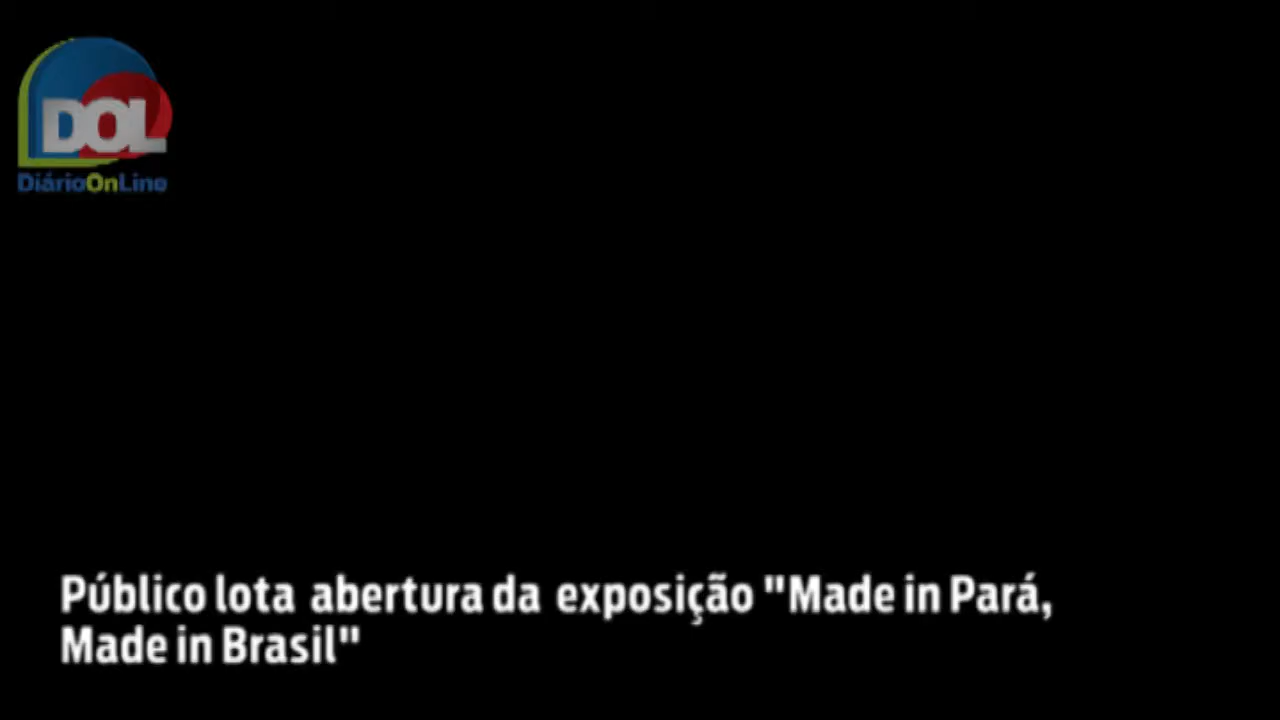 DOL
DiárioOnLine
Público lota abertura da exposição "Made in Pará,
Made in Brasil"